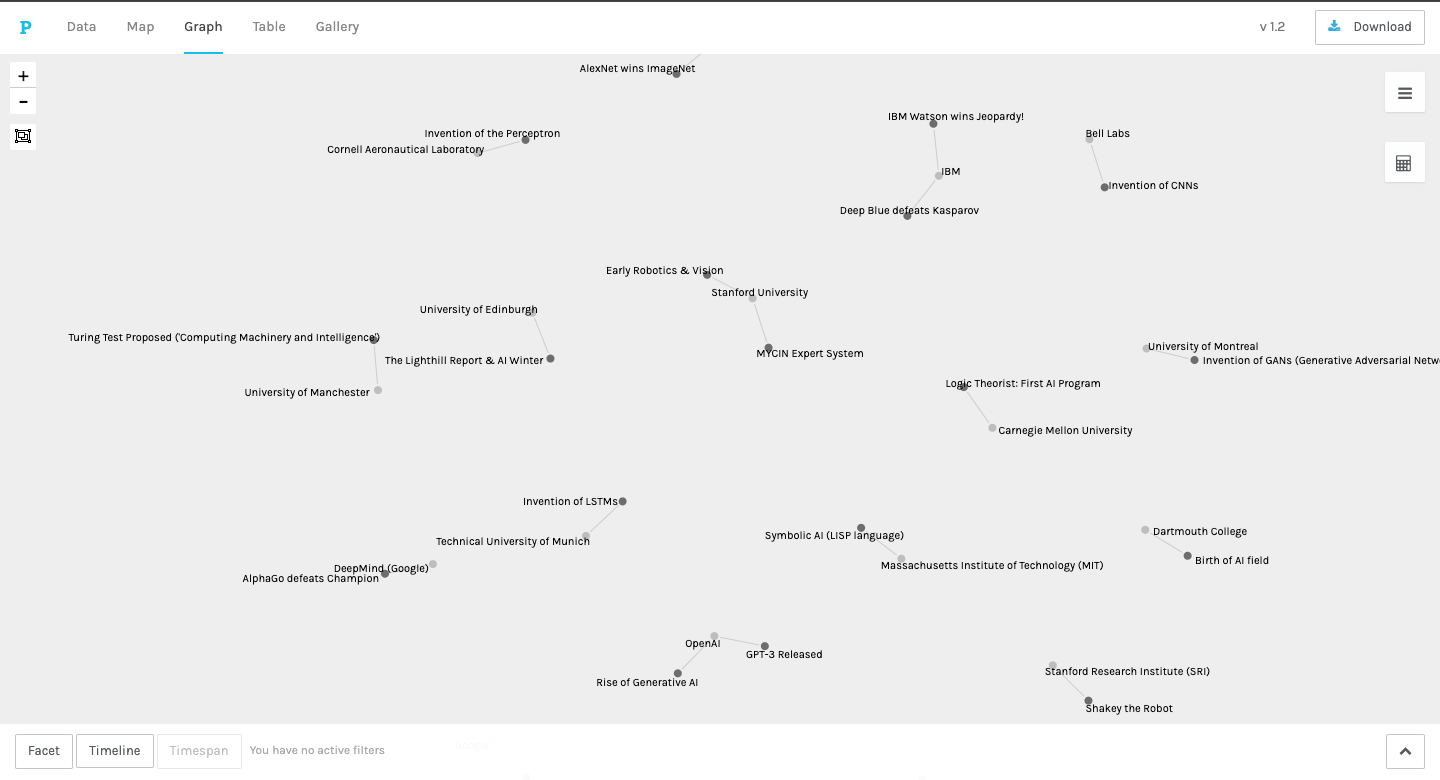 P
Data
Map
Graph
Table
Gallery
v 1.2
Download
+
-
AlexNet wins ImageNet
IBM Watson wins Jeopardy!
Invention of the Perceptron
Bell Labs
Cornell Aeronautical Laboratory
IBM
Invention of CNNs
Deep Blue defeats Kasparov
Early Robotics & Vision
Stanford University
University of Edinburgh
Turing Test Proposed ('Computing Machinery and Intelligence')
University of Montreal
MYCIN Expert System
The Lighthill Report & AI Winter
Invention of GANs (Generative Adversarial Netw
Logic Theorist: First AI Program
University of Manchester
Carnegie Mellon University
Invention of LSTMs
Dartmouth College
Symbolic AI (LISP language)
Technical University of Munich
Birth of AI field
Massachusetts Institute of Technology (MIT)
DeepMind (Google)
AlphaGo defeats Champion
OpenAI
GPT-3 Released
Stanford Research Institute (SRI)
Rise of Generative AI
Shakey the Robot
Facet
Timeline
Timespan
You have no active filters
Google